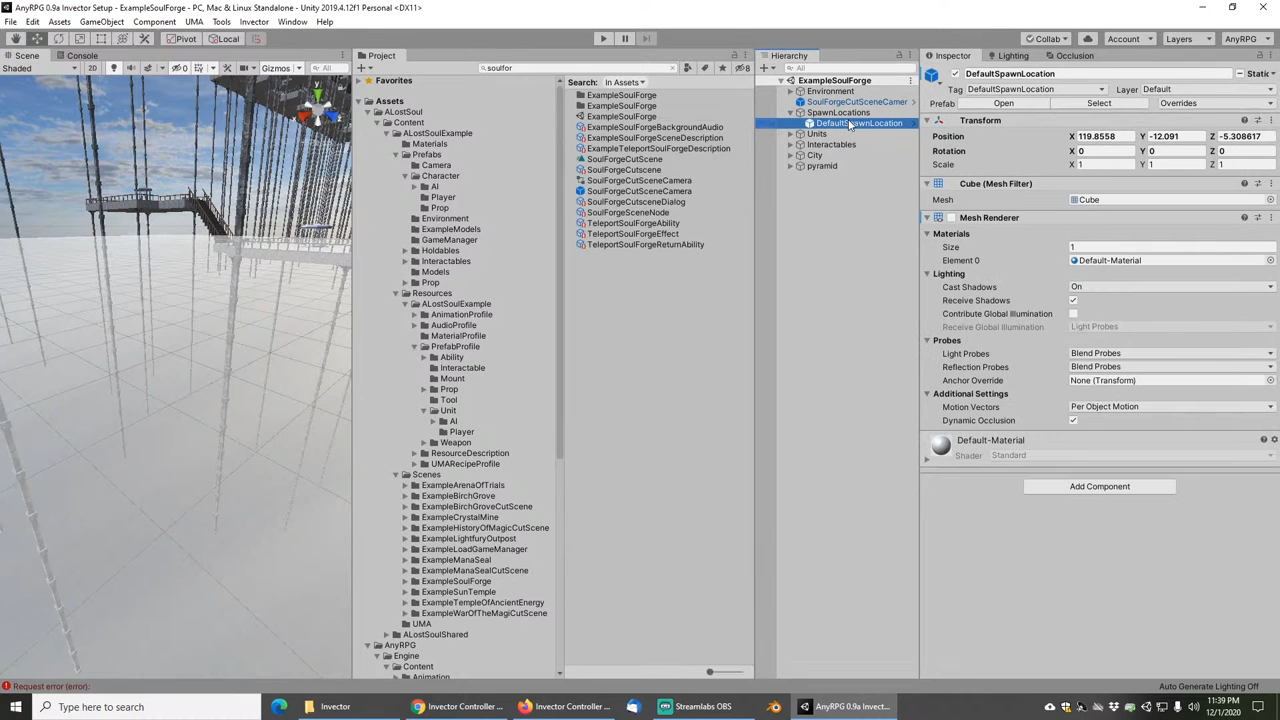 AnyRPG 0.9a Invector Setup - ExampleSoulForge - PC, Mac & Linux Standalone - Unity 2019.4.12f1 Personal <DX11>
File Edit Assets GameObject Component UMA Tools Invector Window Help
Pivot Local Collab Account Layers AnyRPG
Scene Console
Shaded 2D 0 Gizmos All
Project
soulfor 8
Favorites
Assets
ALostSoul
Content
ALostSoulExample
Materials
Prefabs
Camera
Character
AI
Player
Prop
Environment
ExampleModels
GameManager
Holdables
Interactables
Models
Prop
Resources
ALostSoulExample
AnimationProfile
AudioProfile
MaterialProfile
PrefabProfile
Ability
Interactable
Mount
Prop
Tool
Unit
AI
Player
Weapon
ResourceDescription
UMARecipeProfile
Scenes
ExampleArenaOfTrials
ExampleBirchGrove
ExampleBirchGroveCutScene
ExampleCrystalMine
ExampleHistoryOfMagicCutScene
ExampleLightfuryOutpost
ExampleLoadGameManager
ExampleManaSeal
ExampleManaSealCutScene
ExampleSoulForge
ExampleSunTemple
ExampleTempleOfAncientEnergy
ExampleWarOfTheMagiCutScene
UMA
ALostSoulShared
AnyRPG
Engine
Content
Animation
Search: In Assets
ExampleSoulForge
ExampleSoulForge
ExampleSoulForge
ExampleSoulForgeBackgroundAudio
ExampleSoulForgeSceneDescription
ExampleTeleportSoulForgeDescription
SoulForgeCutScene
SoulForgeCutscene
SoulForgeCutSceneCamera
SoulForgeCutSceneCamera
SoulForgeCutsceneDialog
SoulForgeSceneNode
TeleportSoulForgeAbility
TeleportSoulForgeEffect
TeleportSoulForgeReturnAbility
Hierarchy
All
ExampleSoulForge
Environment
SoulForgeCutSceneCamer
SpawnLocations
DefaultSpawnLocation
Units
Interactables
City
pyramid
Inspector Lighting Occlusion
DefaultSpawnLocation Static
Tag DefaultSpawnLocation Layer Default
Prefab Open Select Overrides
Transform
Position X 119.8558 Y -12.091 Z -5.308617
Rotation X 0 Y 0 Z 0
Scale X 1 Y 1 Z 1
Cube (Mesh Filter)
Mesh Cube
Mesh Renderer
Materials
Size 1
Element 0 Default-Material
Lighting
Cast Shadows On
Receive Shadows
Contribute Global Illumination
Receive Global Illumination Light Probes
Probes
Light Probes Blend Probes
Reflection Probes Blend Probes
Anchor Override None (Transform)
Additional Settings
Motion Vectors Per Object Motion
Dynamic Occlusion
Default-Material
Shader Standard
Add Component
Request error (error): Auto Generate Lighting Off
Type here to search Invector Invector Controller ... Invector Controller ... Streamlabs OBS AnyRPG 0.9a Invect... 11:39 PM
12/1/2020